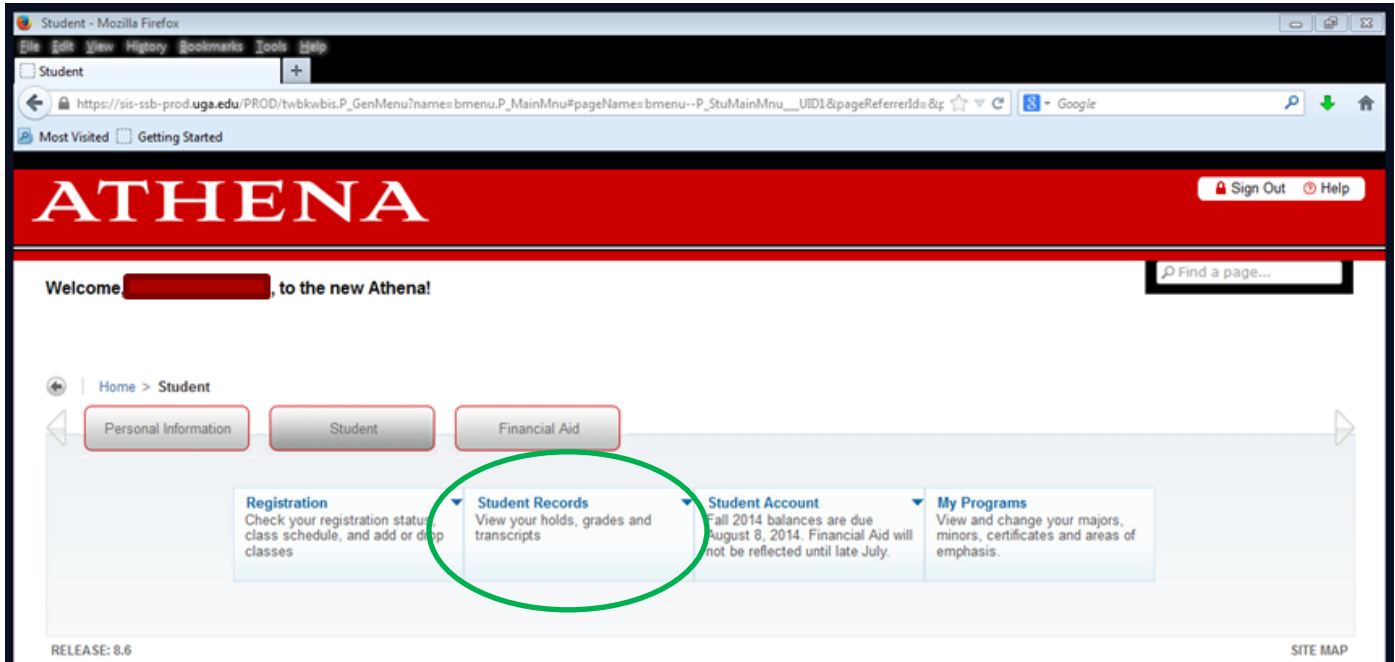 Student - Mozilla Firefox
File Edit View History Bookmarks Tools Help
Student +
https://sis-ssb-prod.uga.edu/PROD/twbkwbis.P_GenMenu?name=bmenu.P_MainMnu#pageName=bmenu--P_StuMainMnu__UID1&pageReferrerId=&p
8 Google
Most Visited Getting Started
ATHENA
Sign Out Help
Find a page...
Welcome, , to the new Athena!
Home > Student
Personal Information
Student
Financial Aid
Registration
Check your registration status,
class schedule, and add or drop
classes
Student Records
View your holds, grades and
transcripts
Student Account
Fall 2014 balances are due
August 8, 2014. Financial Aid will
not be reflected until late July.
My Programs
View and change your majors,
minors, certificates and areas of
emphasis.
RELEASE: 8.6
SITE MAP